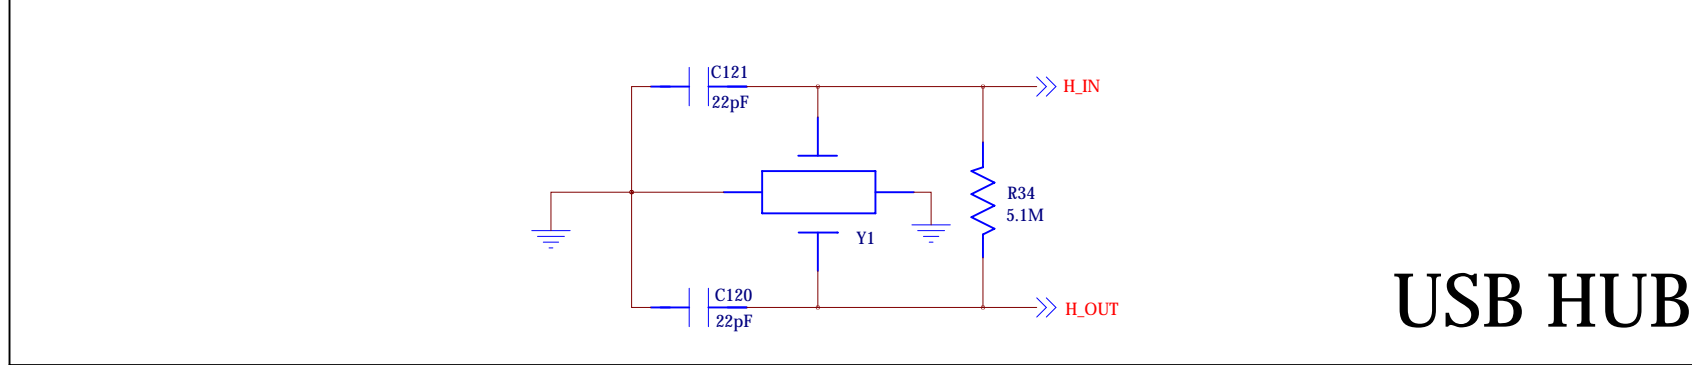 C121
22pF
H_IN
R34
5.1M
Y1
C120
22pF
H_OUT
USB HUB